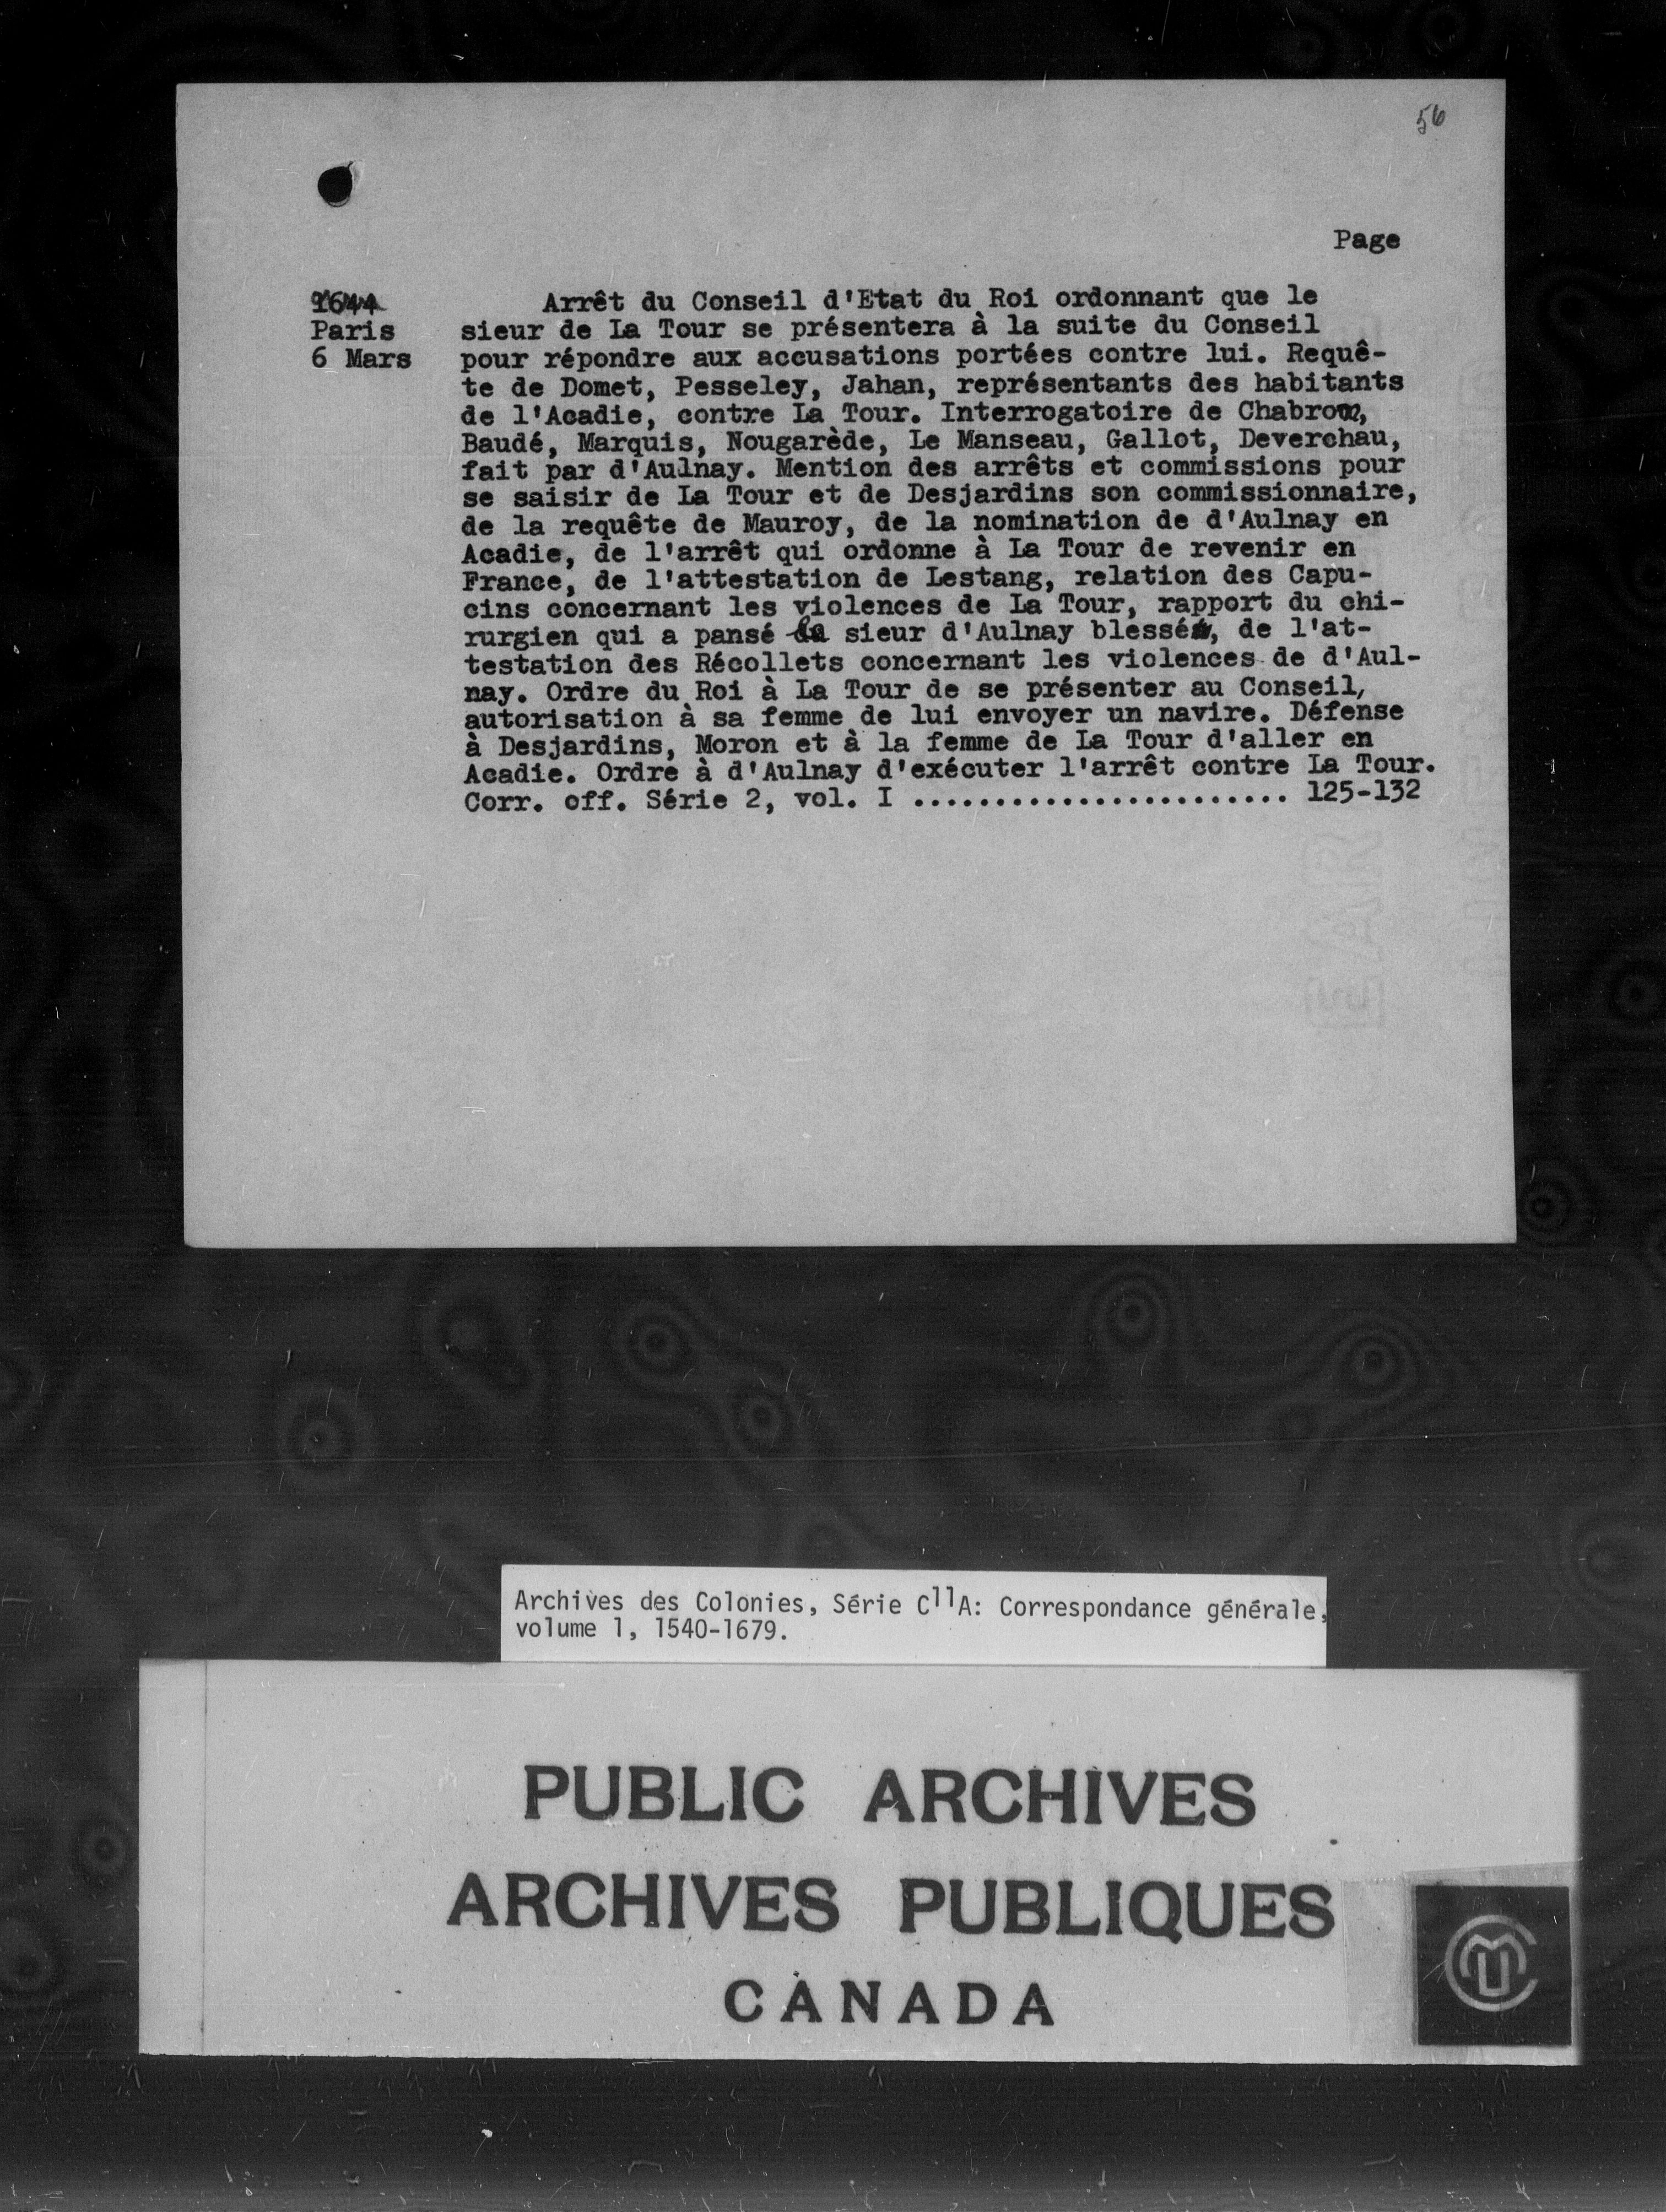 56
Page
1644
Paris
6 Mars
Arrêt du Conseil d'Etat du Roi ordonnant que le
sieur de La Tour se présentera à la suite du Conseil
pour répondre aux accusations portées contre lui. Requê-
te de Domet, Pesseley, Jahan, représentants des habitants
de l'Acadie, contre La Tour. Interrogatoire de
Baudé, Marquis, Nougarède, Le Manseau, Gallot, Deverchau,
fait par d'Aulnay. Mention des arrêts et commissions pour
se saisir de La Tour et de Desjardins son commissionnaire,
de la requête de Mauroy, de la nomination de d'Aulnay en
Acadie, de l'arrêt qui ordonne à La Tour de revenir en
France, de l'attestation de Lestang, relation des Capu-
cins concernant les violences de La Tour, rapport du chi-
rurgien qui a pansé le sieur d'Aulnay blessé, de l'at-
testation des Récollets concernant les violences de d'Aul-
nay. Ordre du Roi à La Tour de se présenter au Conseil,
autorisation à sa femme de lui envoyer un navire. Défense
à Desjardins, Moron et à la femme de La Tour d'aller en
Acadie. Ordre à d'Aulnay d'exécuter l'arrêt contre La Tour.
Corr. off. Série 2, vol. I ....................... 125-132
Archives des Colonies, Série C11A: Correspondance générale,
volume 1, 1540-1679.
PUBLIC ARCHIVES
ARCHIVES PUBLIQUES
CANADA